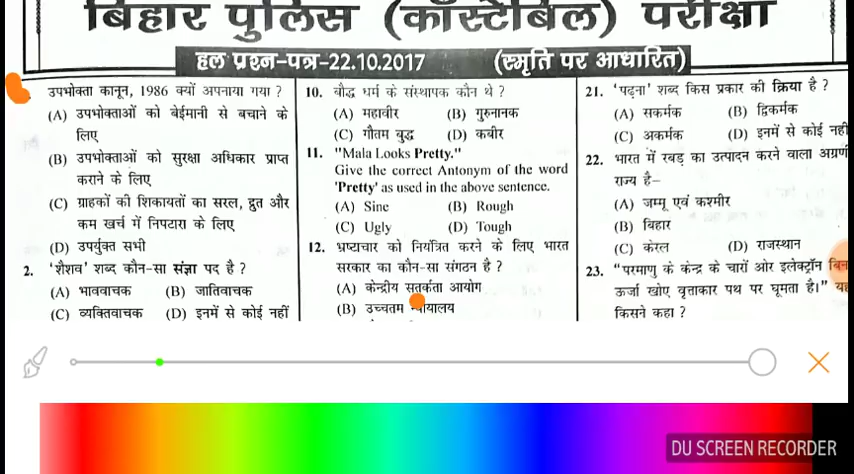 बिहार पुलिस (कॉंस्टेबिल) परीक्षा
हल प्रश्न-पत्र-22.10.2017 (स्मृति पर आधारित)
उपभोक्ता कानून, 1986 क्यों अपनाया गया ?
(A) उपभोक्ताओं को बेईमानी से बचाने के
लिए
(B) उपभोक्ताओं को सुरक्षा अधिकार प्राप्त
कराने के लिए
(C) ग्राहकों की शिकायतों का सरल, द्रुत और
कम खर्च में निपटारा के लिए
(D) उपर्युक्त सभी
2. 'शैशव' शब्द कौन-सा संज्ञा पद है ?
(A) भाववाचक (B) जातिवाचक
(C) व्यक्तिवाचक (D) इनमें से कोई नहीं
10. बौद्ध धर्म के संस्थापक कौन थे ?
(A) महावीर (B) गुरुनानक
(C) गौतम बुद्ध (D) कबीर
11. "Mala Looks Pretty."
Give the correct Antonym of the word
'Pretty' as used in the above sentence.
(A) Sine (B) Rough
(C) Ugly (D) Tough
12. भ्रष्टाचार को नियंत्रित करने के लिए भारत
सरकार का कौन-सा संगठन है ?
(A) केन्द्रीय सतर्कता आयोग
(B) उच्चतम न्यायालय
21. 'पढ़ना' शब्द किस प्रकार की क्रिया है ?
(A) सकर्मक (B) द्विकर्मक
(C) अकर्मक (D) इनमें से कोई नहीं
22. भारत में रबड़ का उत्पादन करने वाला अग्रणी
राज्य है–
(A) जम्मू एवं कश्मीर
(B) बिहार
(C) केरल (D) राजस्थान
23. "परमाणु के केन्द्र के चारों ओर इलेक्ट्रॉन बिना
ऊर्जा खोए वृत्ताकार पथ पर घूमता है।" यह
किसने कहा ?
DU SCREEN RECORDER